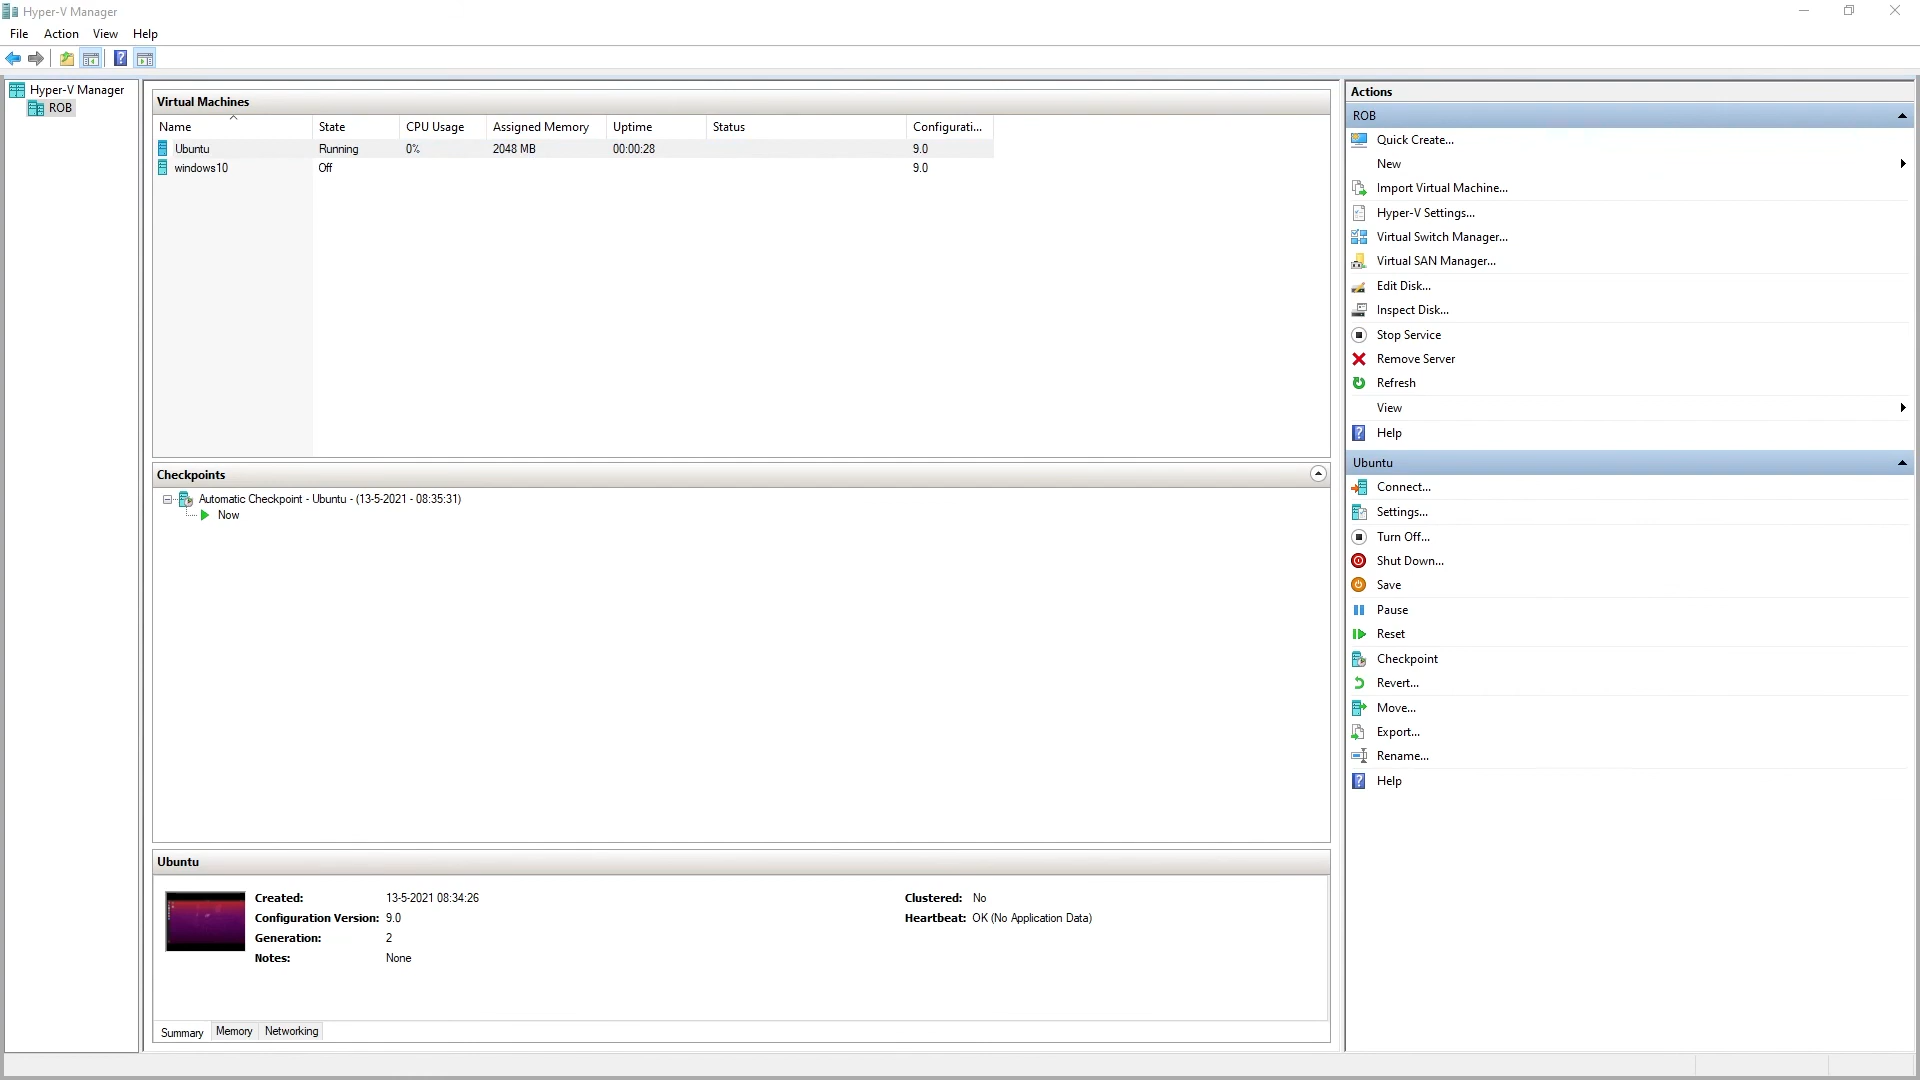 Hyper-V Manager
File Action View Help
Hyper-V Manager
ROB
Virtual Machines
Name State CPU Usage Assigned Memory Uptime Status Configurati...
Ubuntu Running 0% 2048 MB 00:00:28 9.0
windows10 Off 9.0
Checkpoints
Automatic Checkpoint - Ubuntu - (13-5-2021 - 08:35:31)
Now
Ubuntu
Created: 13-5-2021 08:34:26 Clustered: No
Configuration Version: 9.0 Heartbeat: OK (No Application Data)
Generation: 2
Notes: None
Summary Memory Networking
Actions
ROB
Quick Create...
New
Import Virtual Machine...
Hyper-V Settings...
Virtual Switch Manager...
Virtual SAN Manager...
Edit Disk...
Inspect Disk...
Stop Service
Remove Server
Refresh
View
Help
Ubuntu
Connect...
Settings...
Turn Off...
Shut Down...
Save
Pause
Reset
Checkpoint
Revert...
Move...
Export...
Rename...
Help